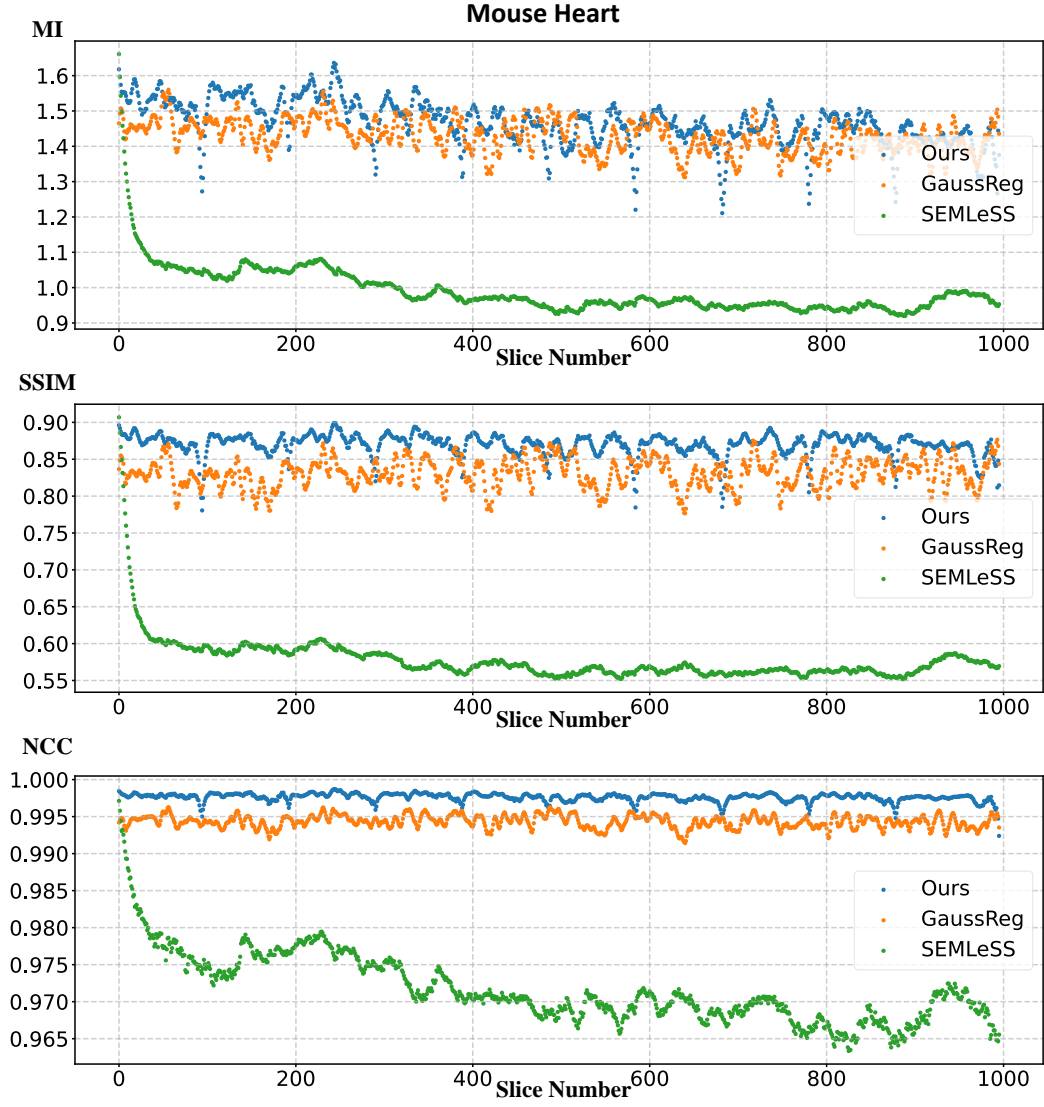 Mouse Heart
MI
1.6
1.5
1.4
1.3
1.2
1.1
1.0
0.9
Ours
GaussReg
SEMLeSS
0 200 400 600 800 1000
Slice Number
SSIM
0.90
0.85
0.80
0.75
0.70
0.65
0.60
0.55
Ours
GaussReg
SEMLeSS
0 200 400 600 800 1000
Slice Number
NCC
1.000
0.995
0.990
0.985
0.980
0.975
0.970
0.965
Ours
GaussReg
SEMLeSS
0 200 400 600 800 1000
Slice Number